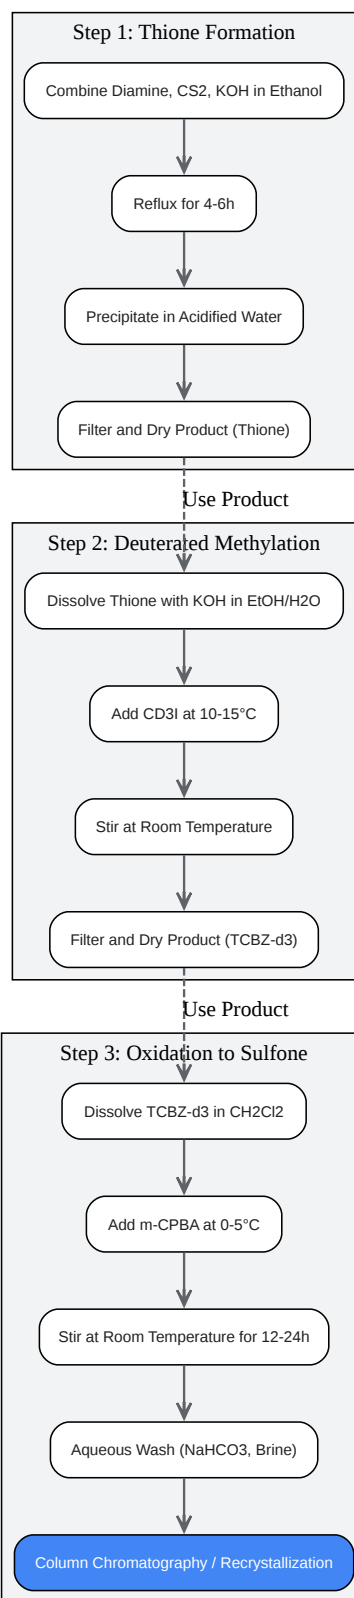 Step 1: Thione Formation
Combine Diamine, CS2, KOH in Ethanol
Reflux for 4-6h
Precipitate in Acidified Water
Filter and Dry Product (Thione)
Use Product
Step 2: Deuterated Methylation
Dissolve Thione with KOH in EtOH/H2O
Add CD3I at 10-15°C
Stir at Room Temperature
Filter and Dry Product (TCBZ-d3)
Use Product
Step 3: Oxidation to Sulfone
Dissolve TCBZ-d3 in CH2Cl2
Add m-CPBA at 0-5°C
Stir at Room Temperature for 12-24h
Aqueous Wash (NaHCO3, Brine)
Column Chromatography / Recrystallization